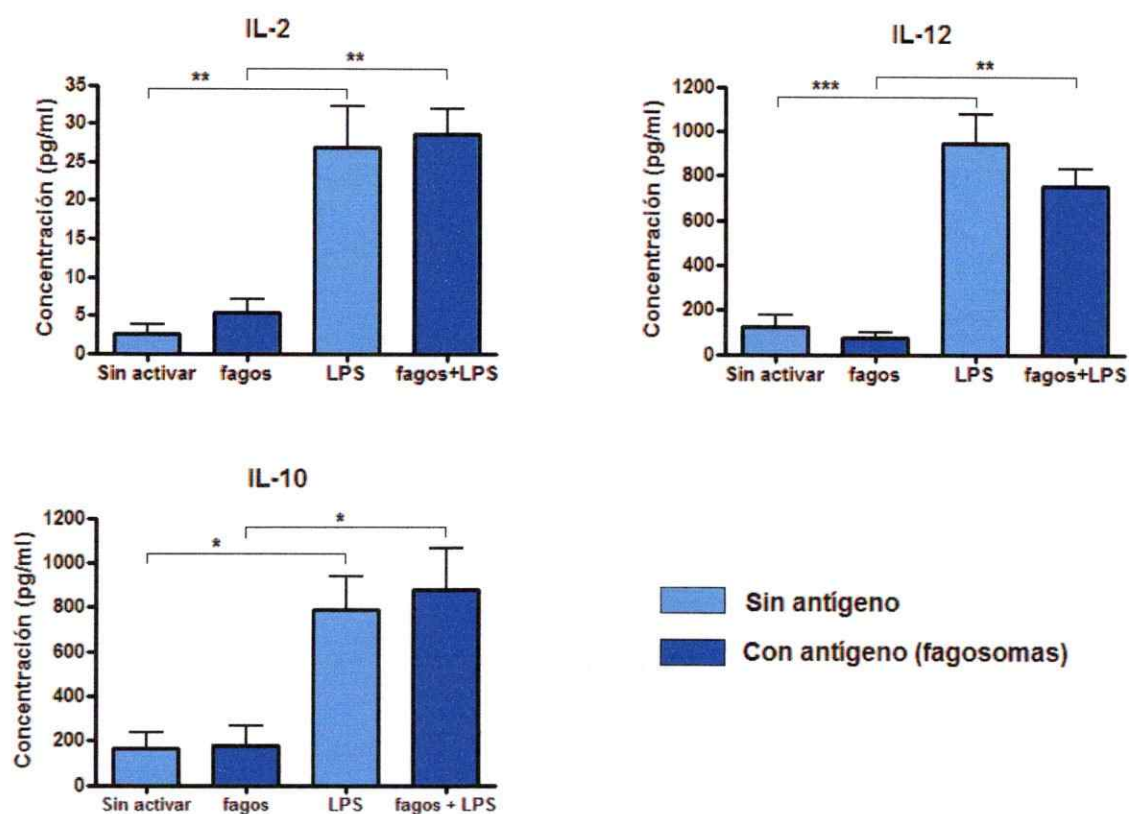 IL-2
**
**
Concentración (pg/ml)
35
30
25
20
15
10
5
0
Sin activar fagos LPS fagos+LPS
IL-12
***
**
Concentración (pg/ml)
1200
1000
800
600
400
200
0
Sin activar fagos LPS fagos+LPS
IL-10
*
*
Concentración (pg/ml)
1200
1000
800
600
400
200
0
Sin activar fagos LPS fagos + LPS
Sin antígeno
Con antígeno (fagosomas)